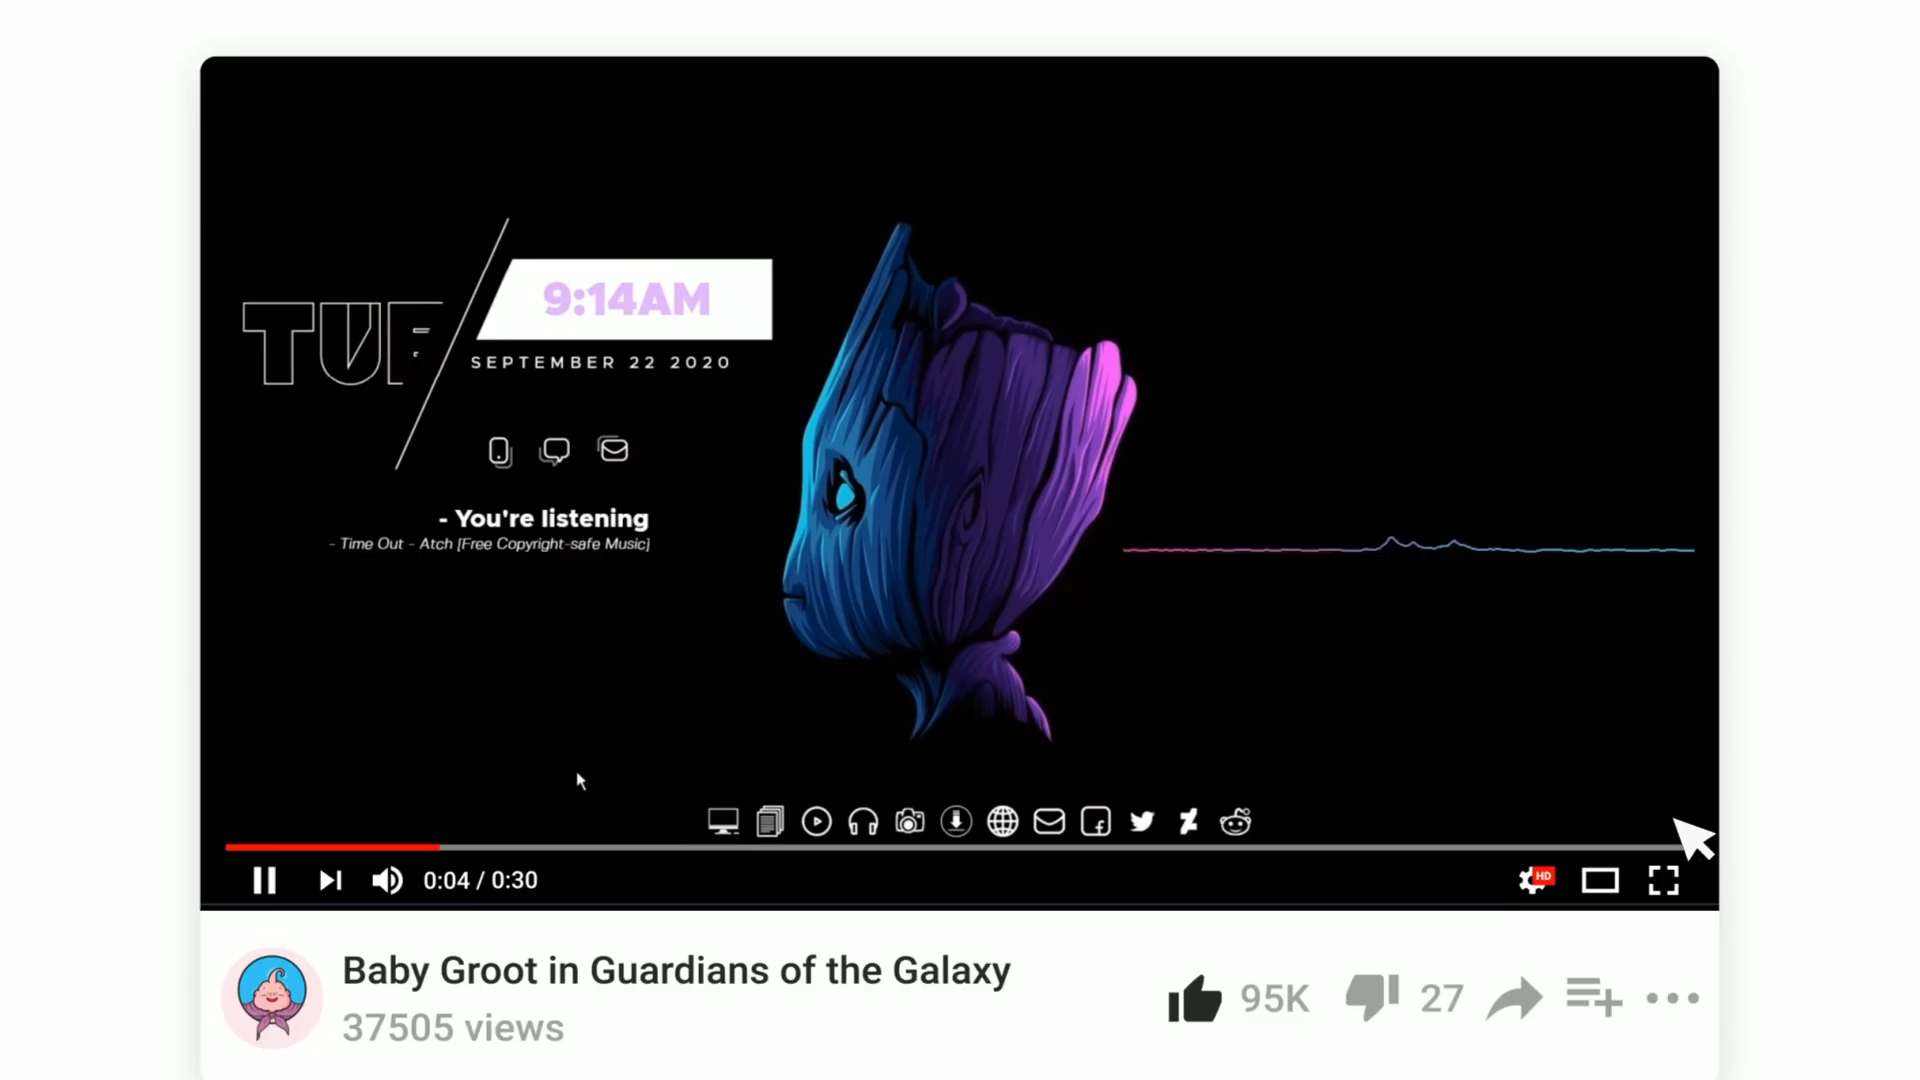 TUE
9:14AM
SEPTEMBER 22 2020
- You're listening
- Time Out - Atch [Free Copyright-safe Music]
0:04 / 0:30
HD
Baby Groot in Guardians of the Galaxy
37505 views
95K
27